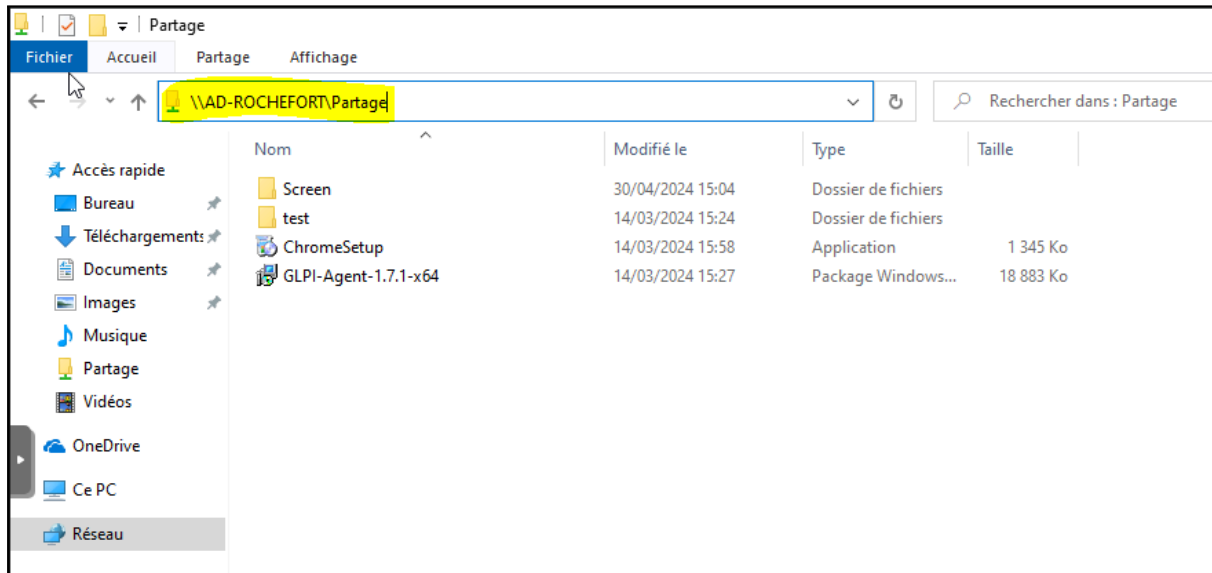 Partage
Fichier Accueil Partage Affichage
\\AD-ROCHEFORT\Partage Rechercher dans : Partage
Nom Modifié le Type Taille
Accès rapide
Bureau
Téléchargements
Documents
Images
Musique
Partage
Vidéos
OneDrive
Ce PC
Réseau
Screen 30/04/2024 15:04 Dossier de fichiers
test 14/03/2024 15:24 Dossier de fichiers
ChromeSetup 14/03/2024 15:58 Application 1 345 Ko
GLPI-Agent-1.7.1-x64 14/03/2024 15:27 Package Windows... 18 883 Ko